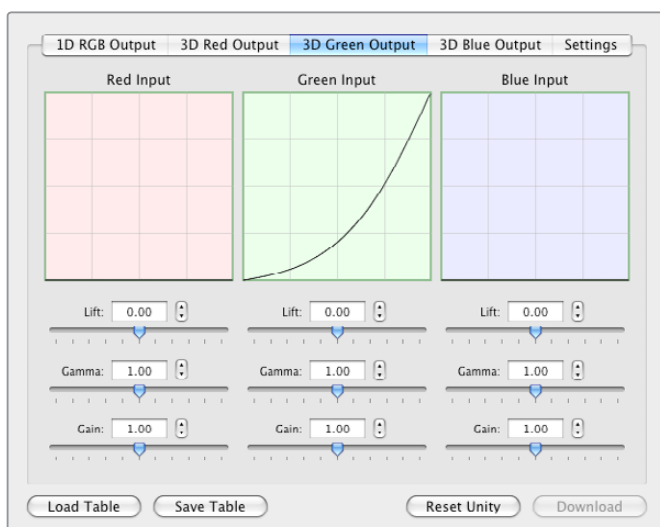 1D RGB Output 3D Red Output 3D Green Output 3D Blue Output Settings
Red Input Green Input Blue Input
Lift: 0.00 Lift: 0.00 Lift: 0.00
Gamma: 1.00 Gamma: 1.00 Gamma: 1.00
Gain: 1.00 Gain: 1.00 Gain: 1.00
Load Table Save Table Reset Unity Download